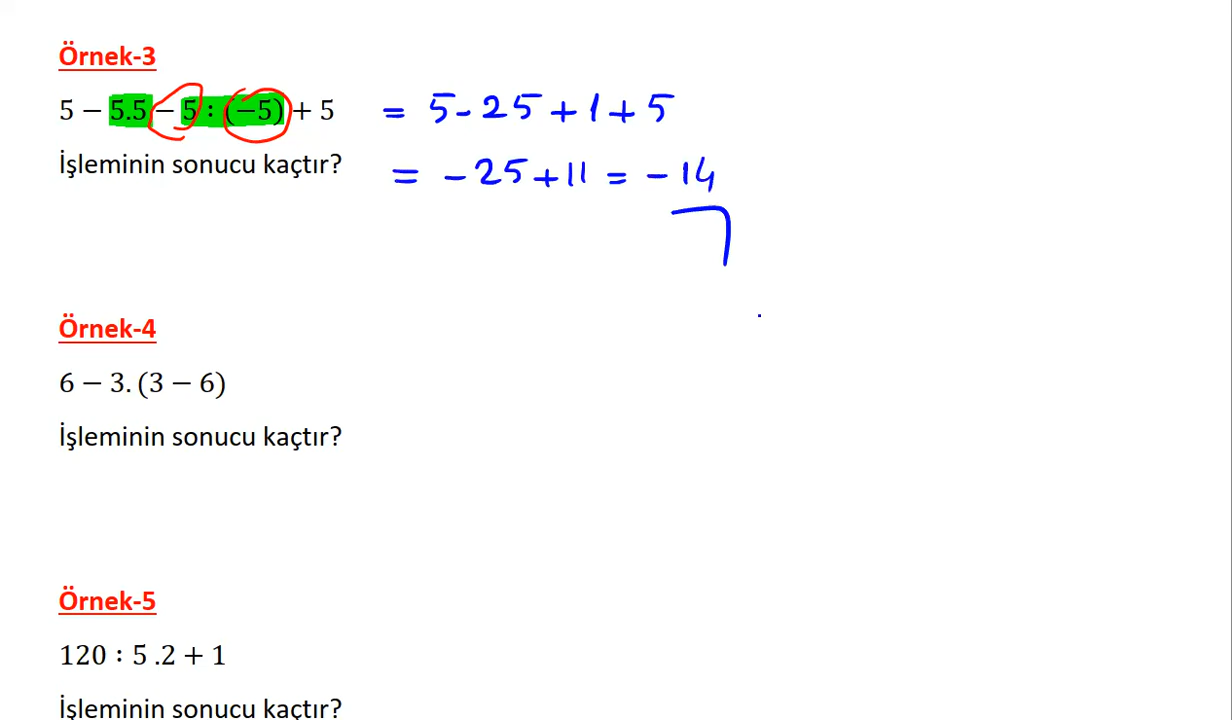 Örnek-3
5 − 5.5 − 5 : (−5) + 5 = 5 - 25 + 1 + 5
İşleminin sonucu kaçtır? = - 25 + 11 = - 14
Örnek-4
6 − 3. (3 − 6)
İşleminin sonucu kaçtır?
Örnek-5
120 : 5 .2 + 1
İşleminin sonucu kaçtır?